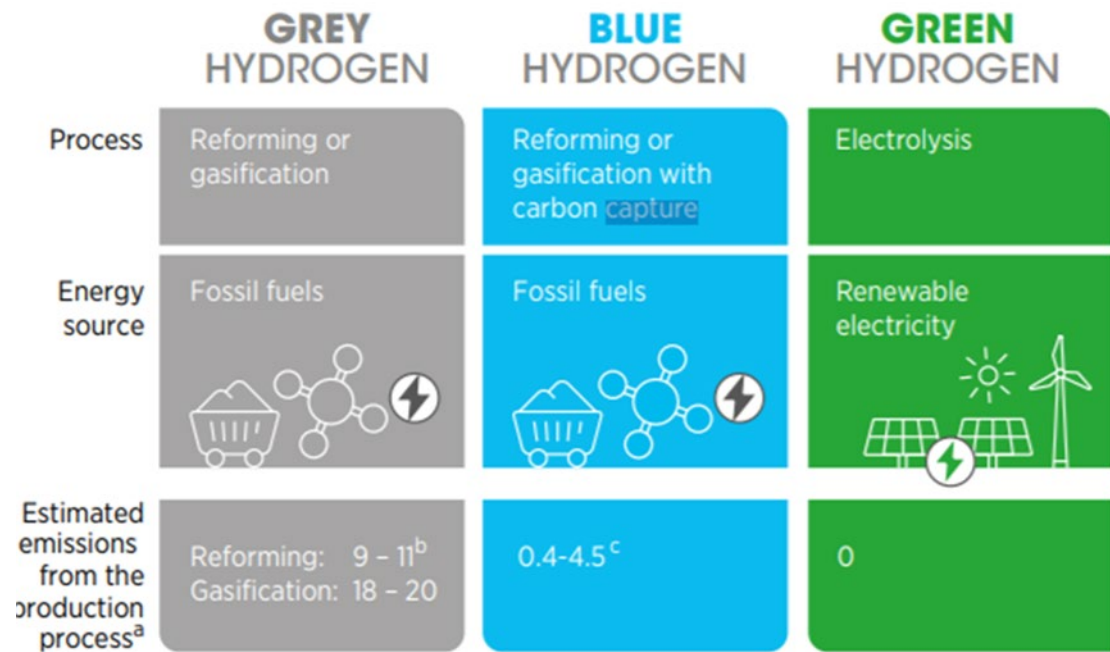 GREY
HYDROGEN
BLUE
HYDROGEN
GREEN
HYDROGEN
Process
Reforming or
gasification
Reforming or
gasification with
carbon capture
Electrolysis
Energy
source
Fossil fuels
Fossil fuels
Renewable
electricity
Estimated
emissions
from the
production
processᵃ
Reforming: 9 – 11ᵇ
Gasification: 18 – 20
0.4-4.5ᶜ
0